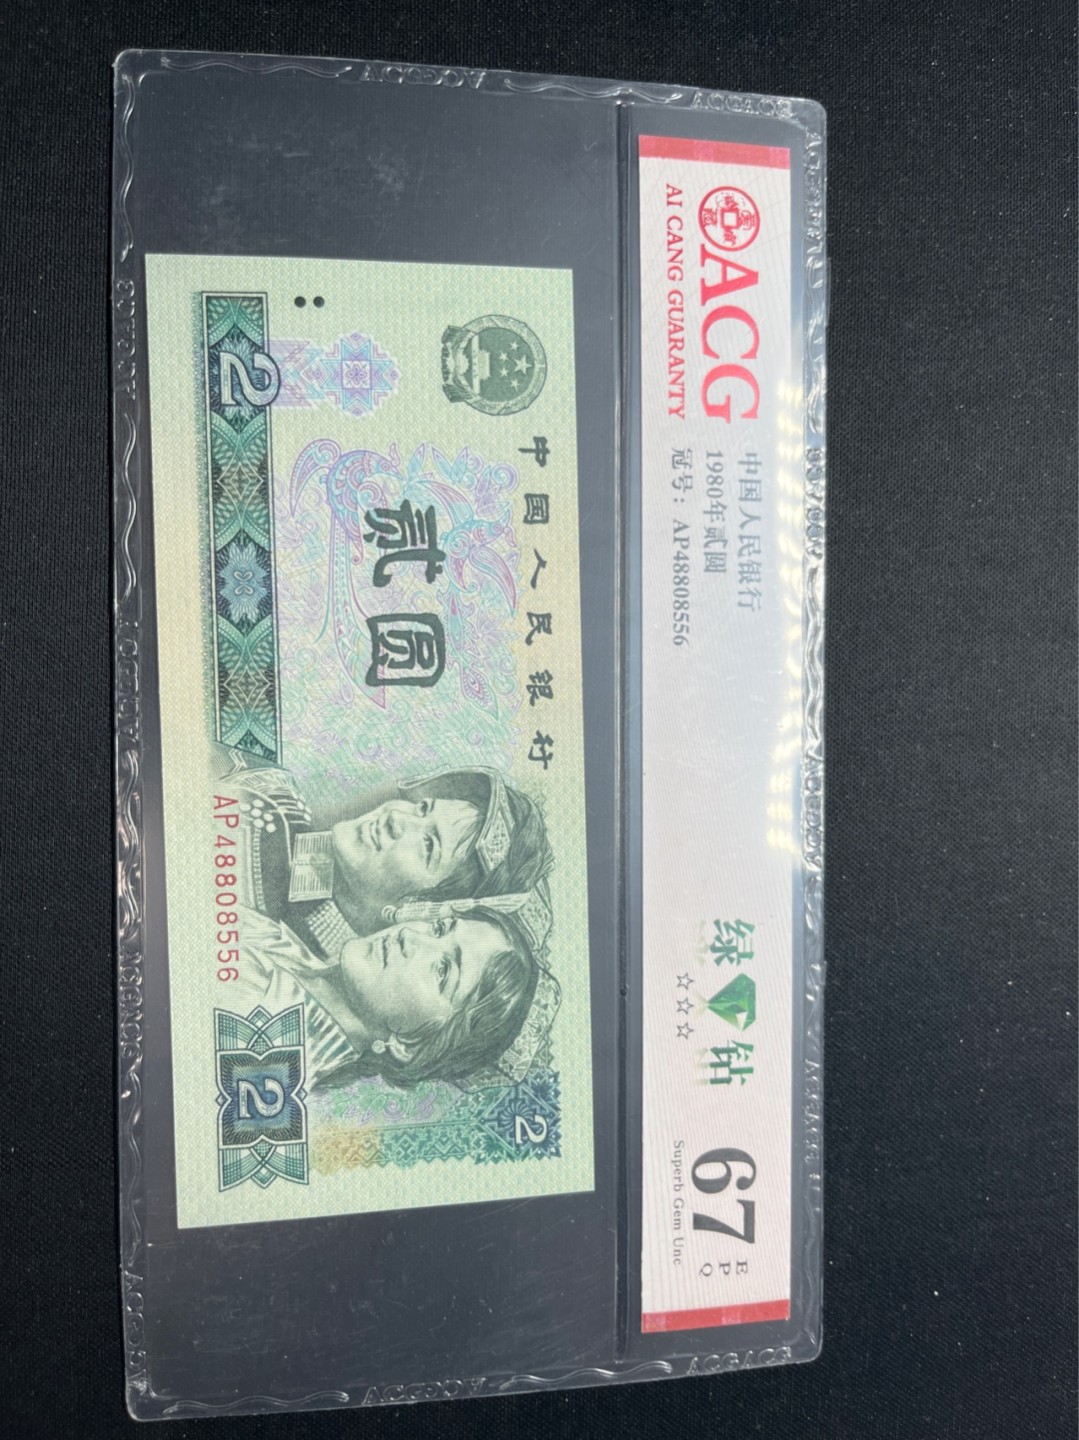 ACG
AI CANG GUARANTY
中国人民银行
1980年贰圆
冠号：AP48808556
绿钻
☆☆☆
67
EPQ
Superb Gem Unc
中国人民银行
贰圆
2
AP48808556
2
2